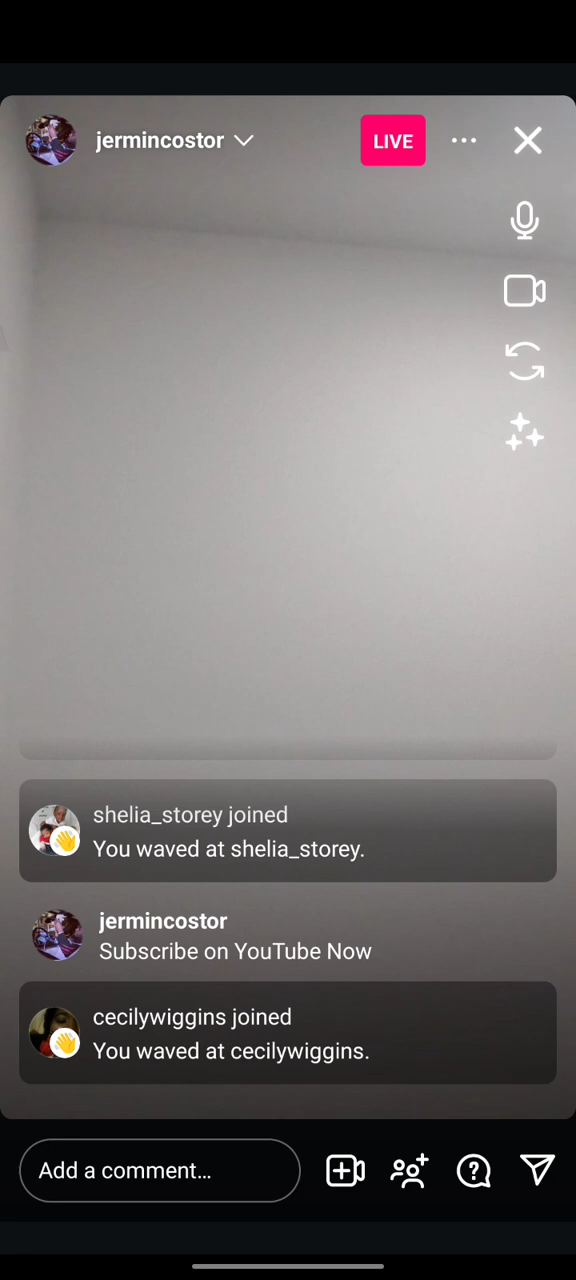 jermincostor
LIVE
shelia_storey joined
You waved at shelia_storey.
jermincostor
Subscribe on YouTube Now
cecilywiggins joined
You waved at cecilywiggins.
Add a comment...